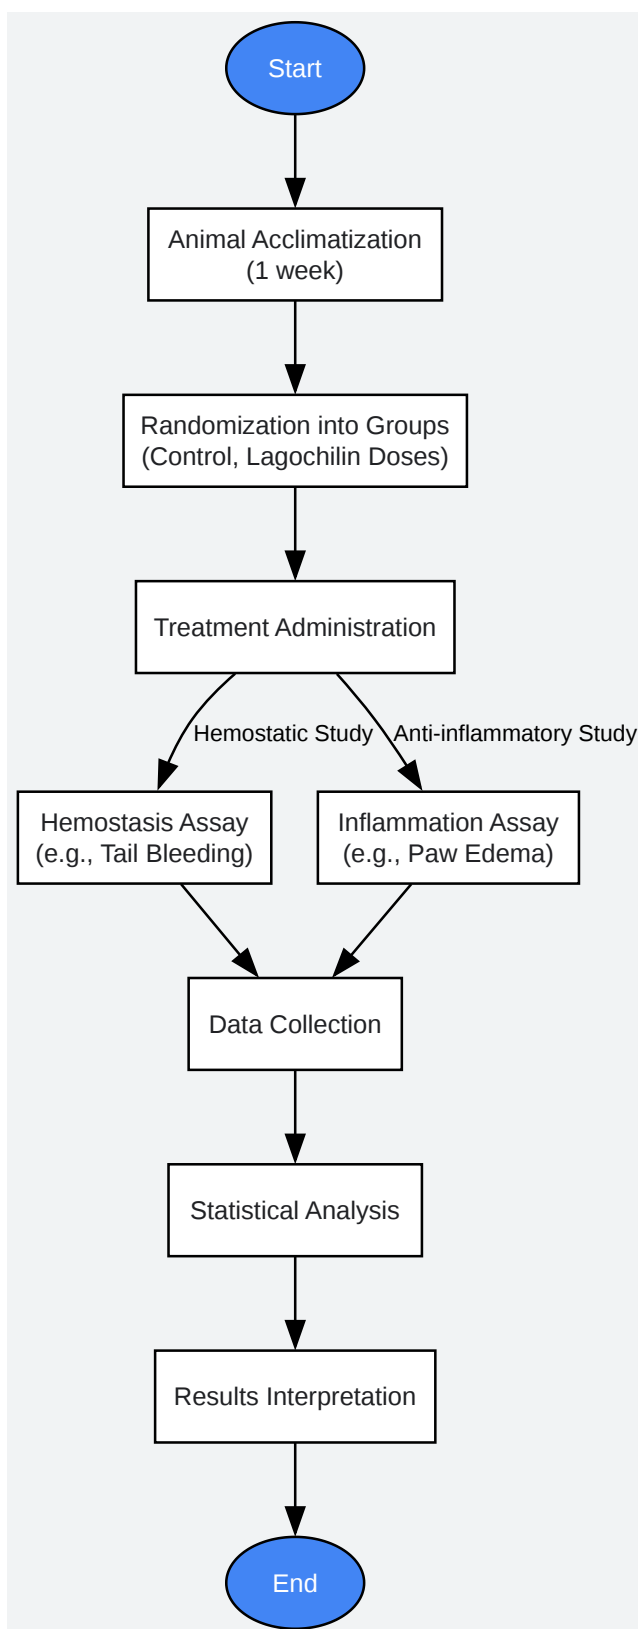 Start
Animal Acclimatization
(1 week)
Randomization into Groups
(Control, Lagochilin Doses)
Treatment Administration
Hemostatic Study
Anti-inflammatory Study
Hemostasis Assay
(e.g., Tail Bleeding)
Inflammation Assay
(e.g., Paw Edema)
Data Collection
Statistical Analysis
Results Interpretation
End